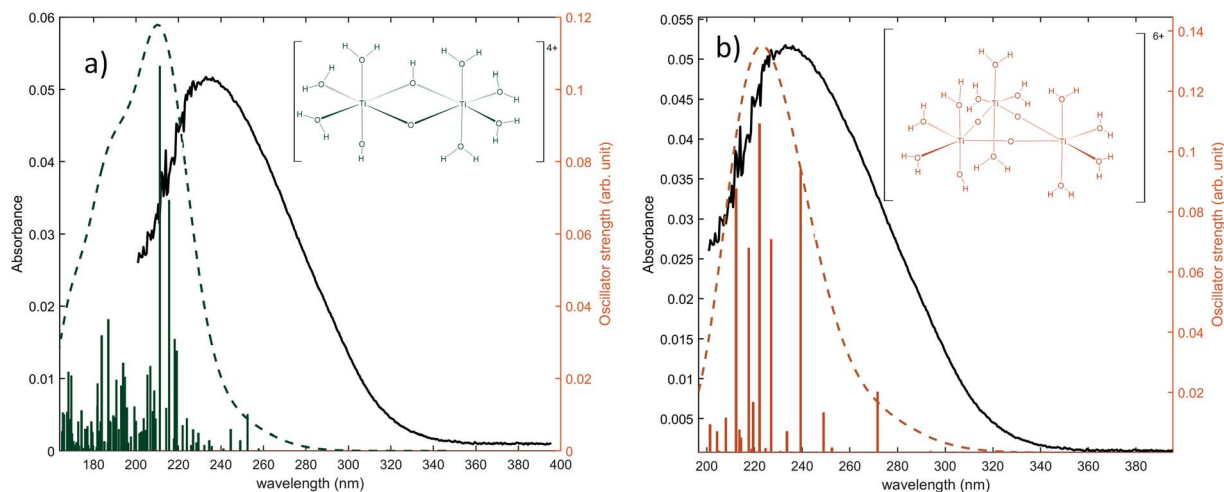 a)
0.06
0.05
0.04
0.03
0.02
0.01
0
Absorbance
180
200
220
240
260
280
300
320
340
360
380
400
wavelength (nm)
0.12
0.1
0.08
0.06
0.04
0.02
0
Oscillator strength (arb. unit)
4+
H H H H
O O
H H H
O O O
H H
Ti Ti
H O O H
O H H
H O O
H H H
b)
0.055
0.05
0.045
0.04
0.035
0.03
0.025
0.02
0.015
0.01
0.005
Absorbance
200
220
240
260
280
300
320
340
360
380
wavelength (nm)
0.14
0.12
0.1
0.08
0.06
0.04
0.02
Oscillator strength (arb. unit)
6+
H H
O
H H H H H H
O O O O
Ti
H O O O H
O H O
Ti O Ti
H O O O H
H O H O H
H H